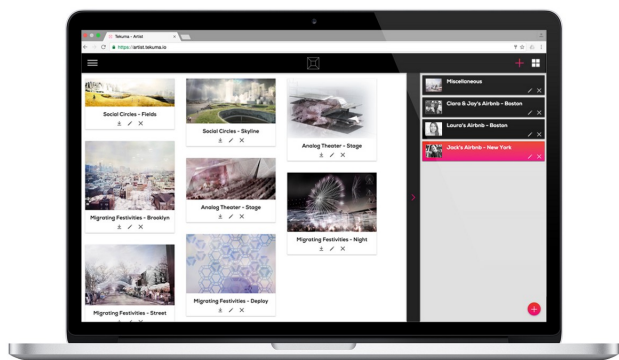 Tekuma - Artist
https://artist.tekuma.io
Social Circles - Fields
Social Circles - Skyline
Analog Theater - Stage
Migrating Festivities - Brooklyn
Analog Theater - Stage
Migrating Festivities - Night
Migrating Festivities - Street
Migrating Festivities - Deploy
Miscellaneous
Clara & Jay's Airbnb - Boston
Laura's Airbnb - Boston
Jack's Airbnb - New York